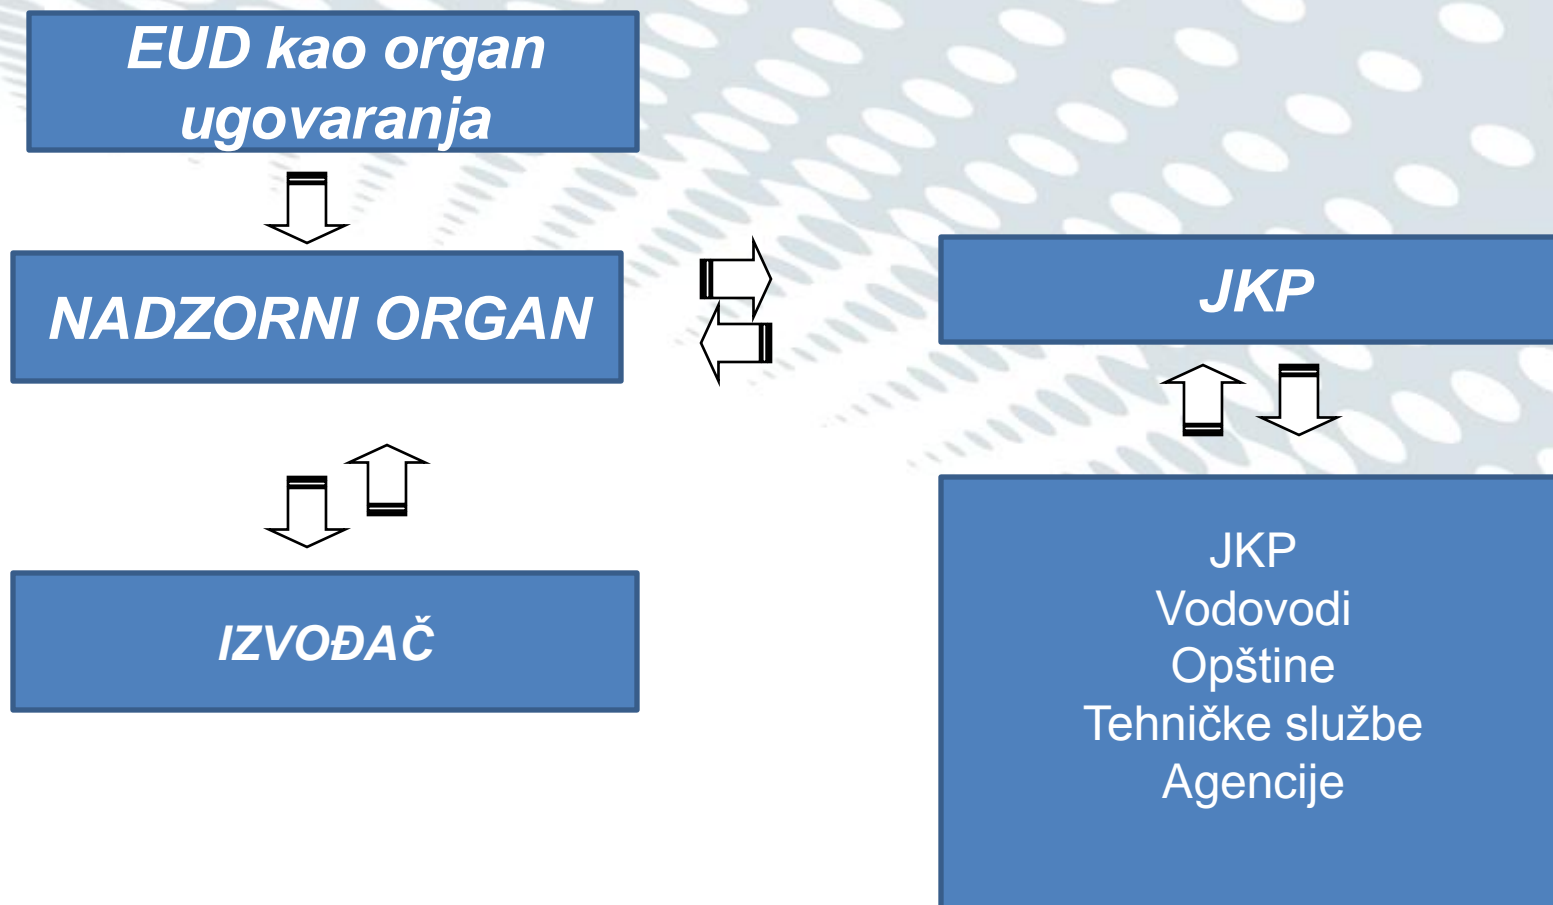 EUD kao organ
ugovaranja
NADZORNI ORGAN
JKP
IZVOĐAČ
JKP
Vodovodi
Opštine
Tehničke službe
Agencije